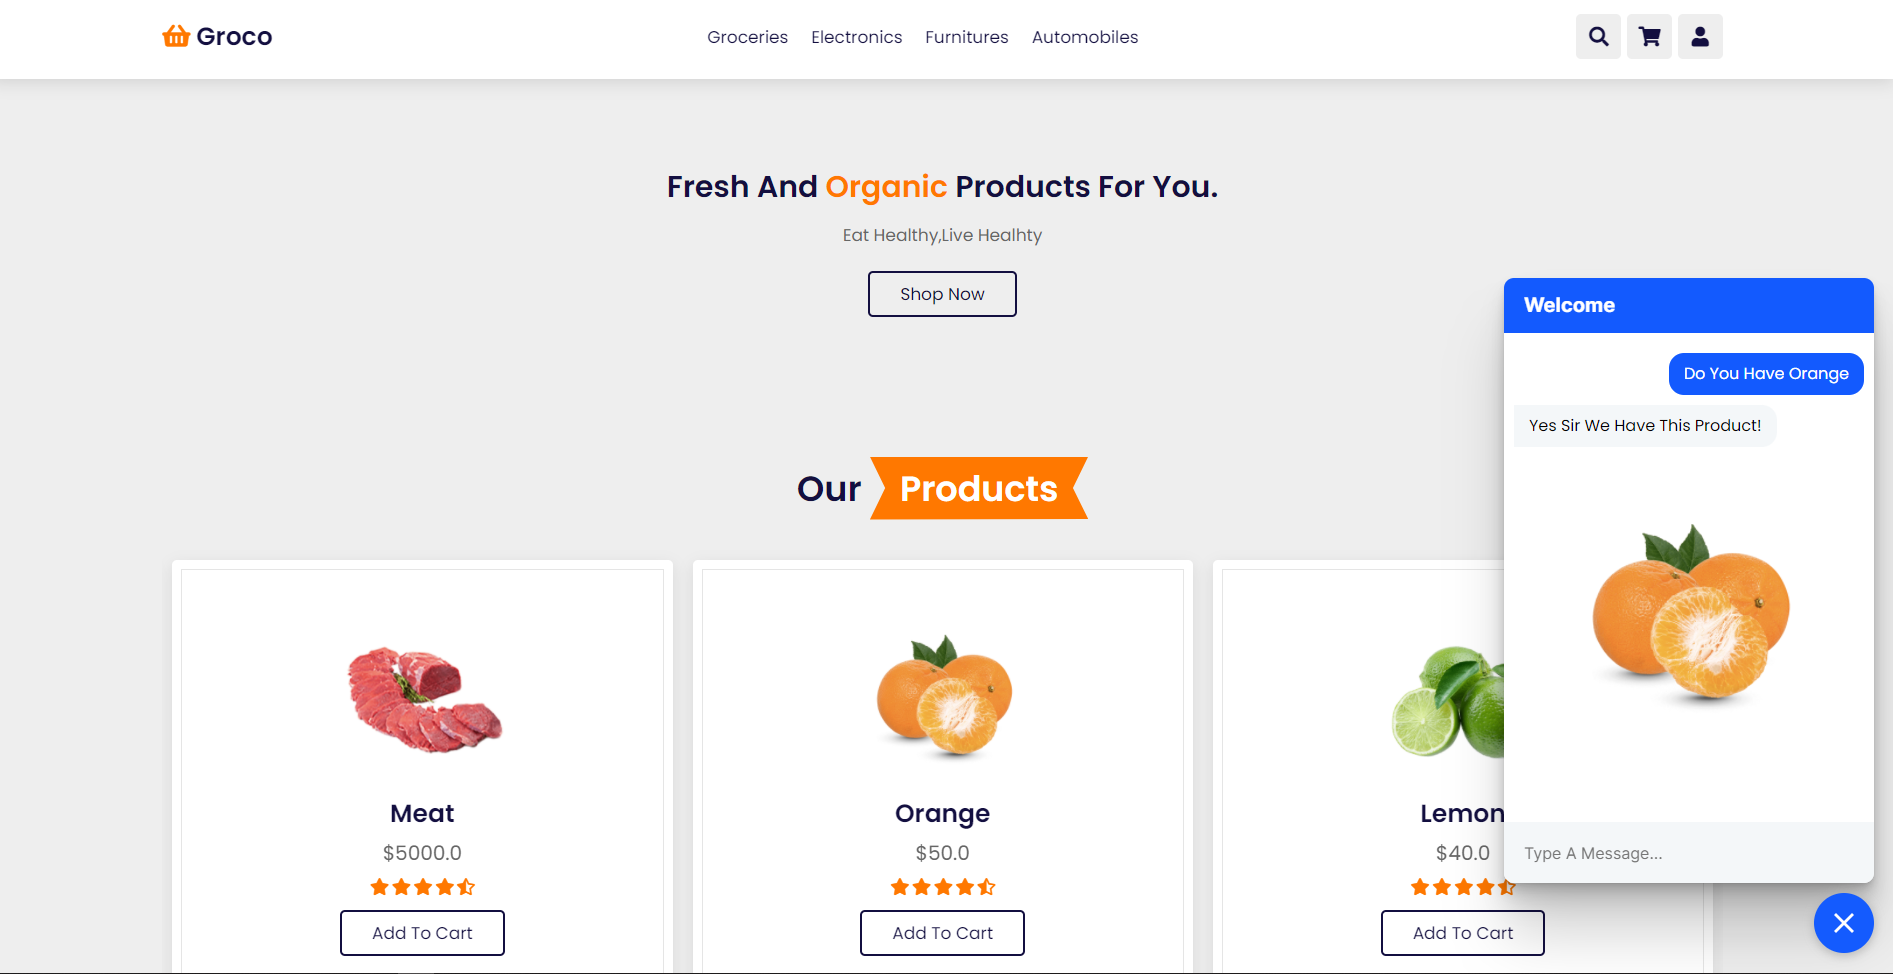 Groco
Groceries Electronics Furnitures Automobiles
Fresh And Organic Products For You.
Eat Healthy,Live Healhty
Shop Now
Our Products
Meat
$5000.0
Add To Cart
Orange
$50.0
Add To Cart
Lemon
$40.0
Add To Cart
Welcome
Do You Have Orange
Yes Sir We Have This Product!
Type A Message...